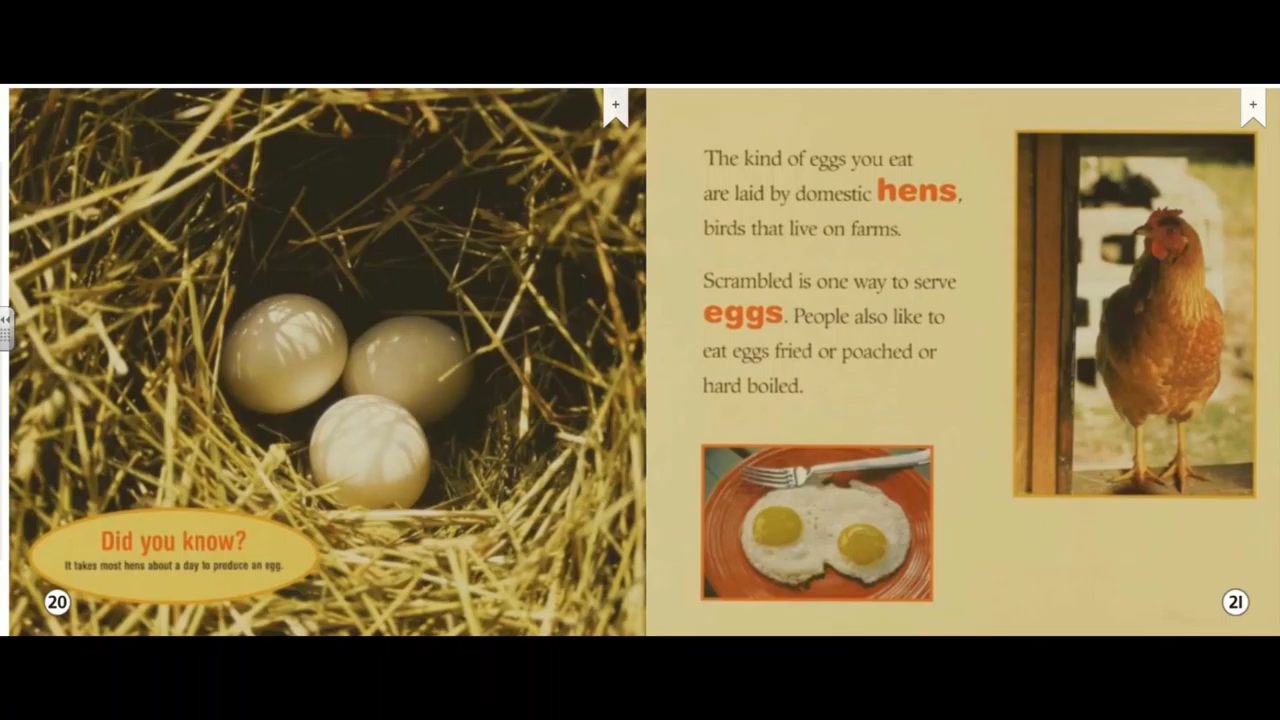 Did you know?
It takes most hens about a day to produce an egg.
20
The kind of eggs you eat
are laid by domestic hens,
birds that live on farms.
Scrambled is one way to serve
eggs. People also like to
eat eggs fried or poached or
hard boiled.
21